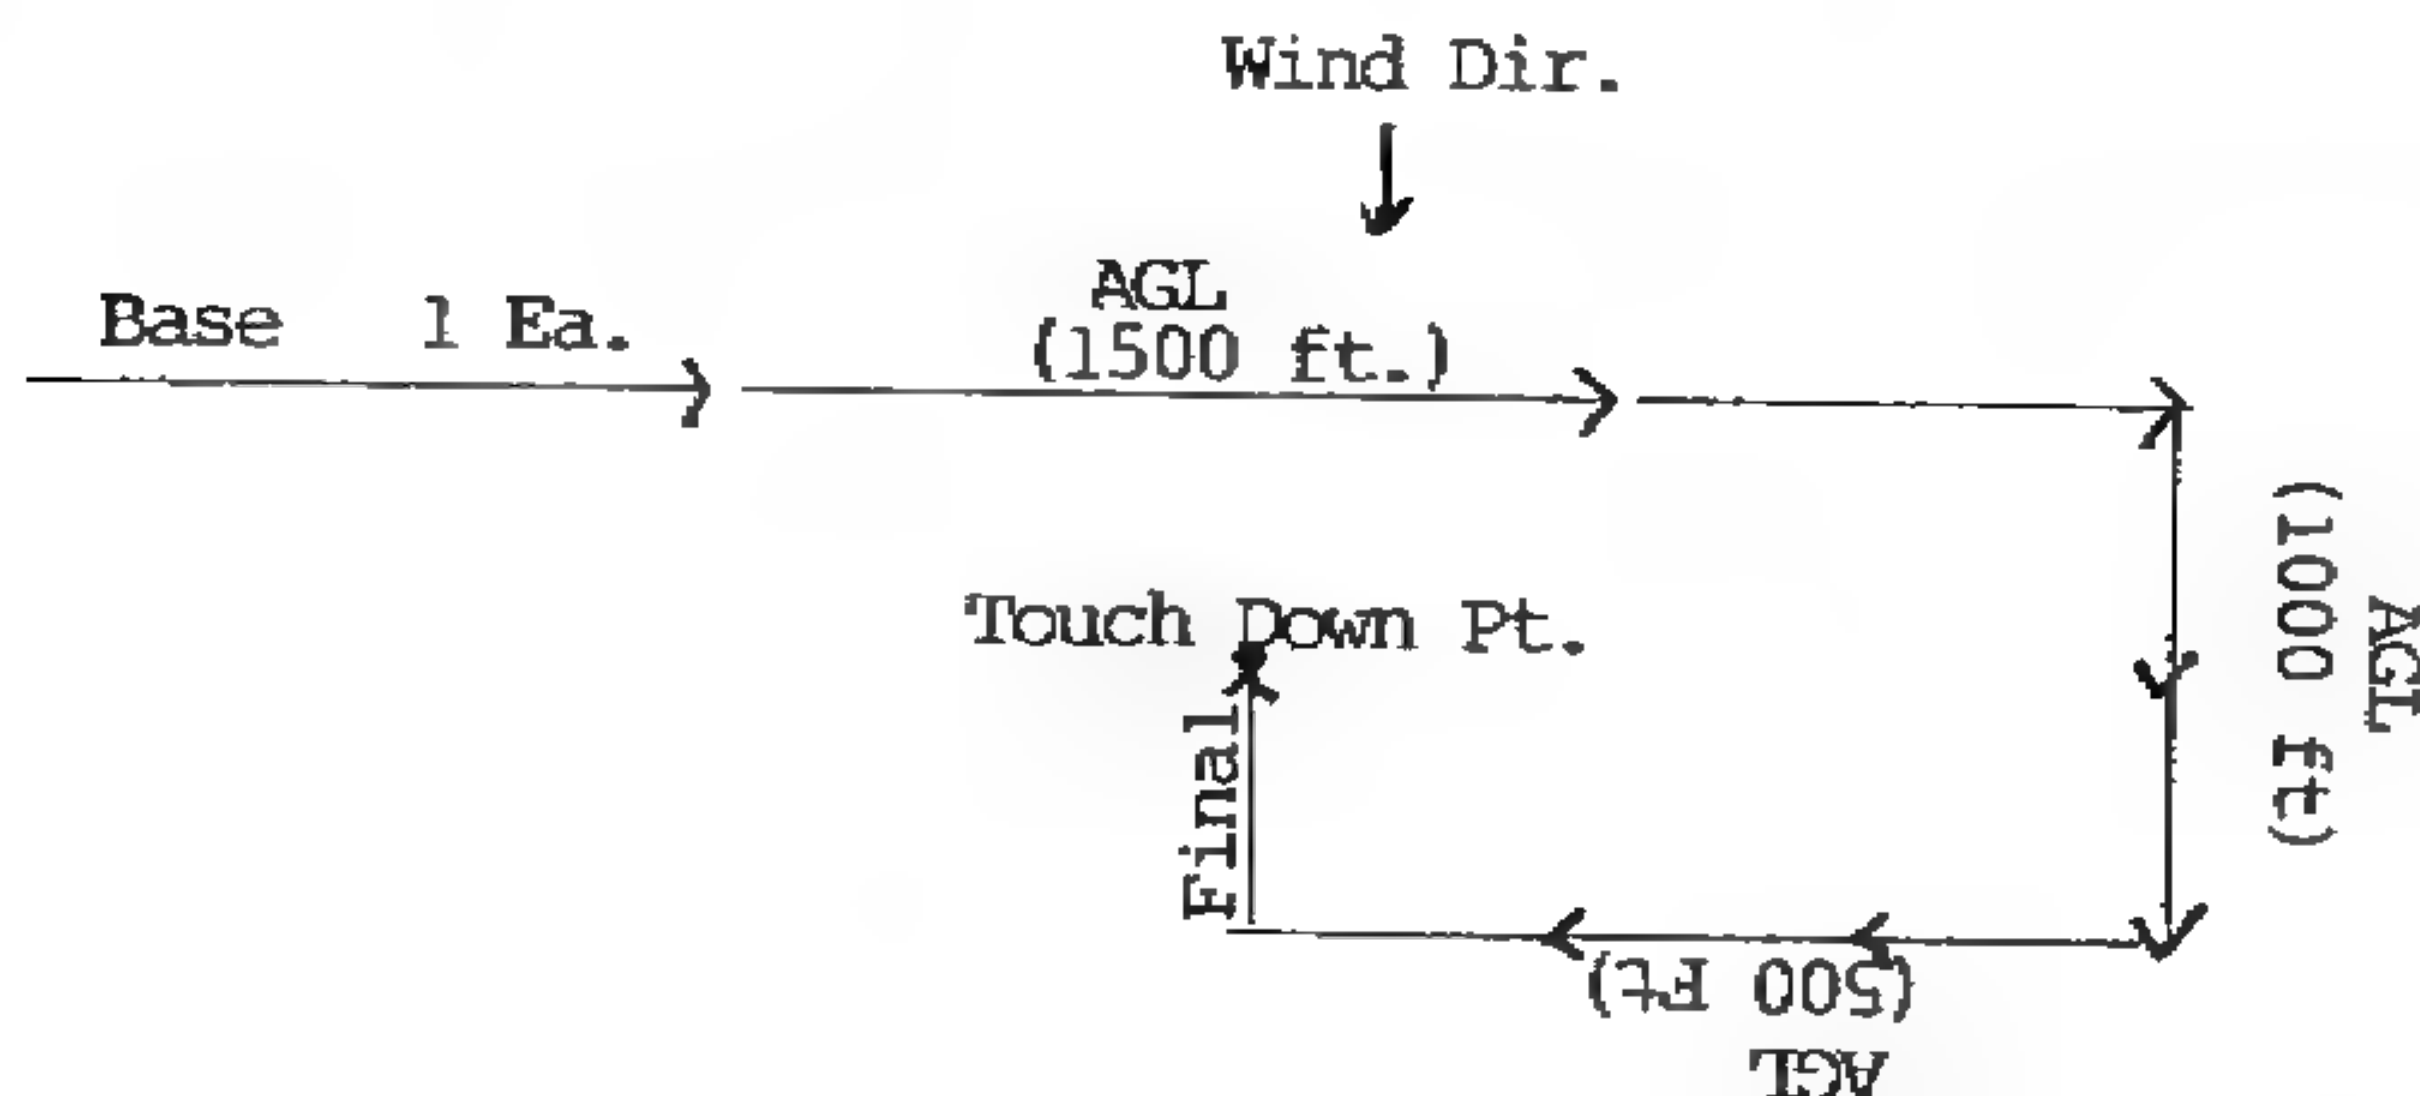 Wind Dir.
AGL
(1500 ft.)
Base 1 Ea.
AGL
(1000 ft)
Touch Down Pt.
Final
(500 Ft)
AGL